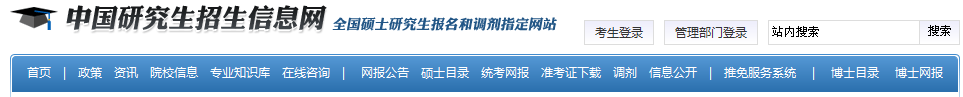 中国研究生招生信息网 全国硕士研究生报名和调剂指定网站
考生登录 管理部门登录 站内搜索 搜索
首页 | 政策 资讯 院校信息 专业知识库 在线咨询 | 网报公告 硕士目录 统考网报 准考证下载 调剂 信息公开 | 推免服务系统 | 博士目录 博士网报